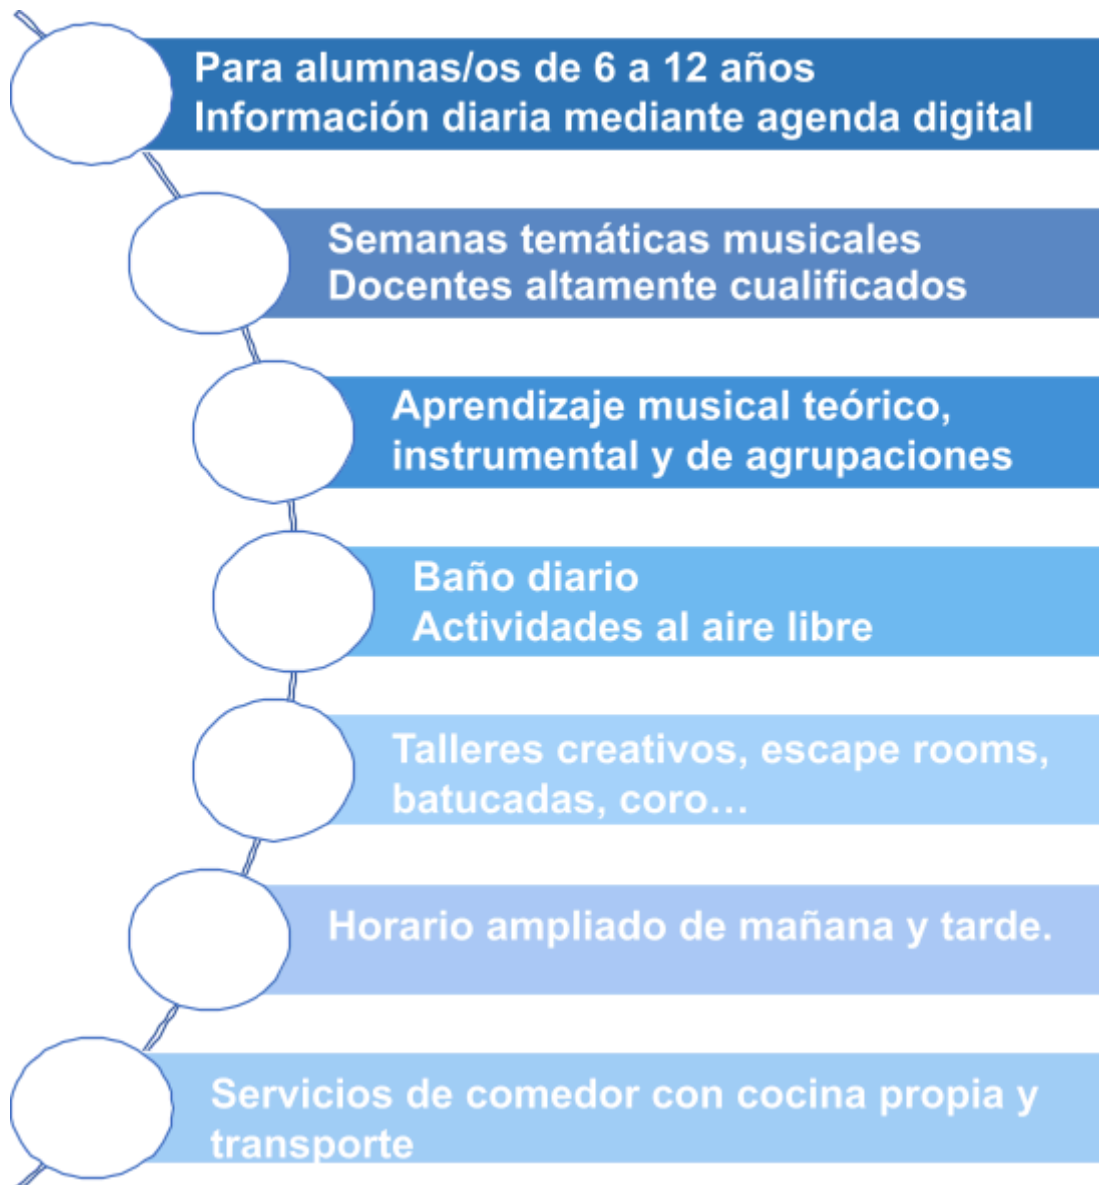 Para alumnas/os de 6 a 12 años
Información diaria mediante agenda digital
Semanas temáticas musicales
Docentes altamente cualificados
Aprendizaje musical teórico,
instrumental y de agrupaciones
Baño diario
Actividades al aire libre
Talleres creativos, escape rooms,
batucadas, coro…
Horario ampliado de mañana y tarde.
Servicios de comedor con cocina propia y
transporte